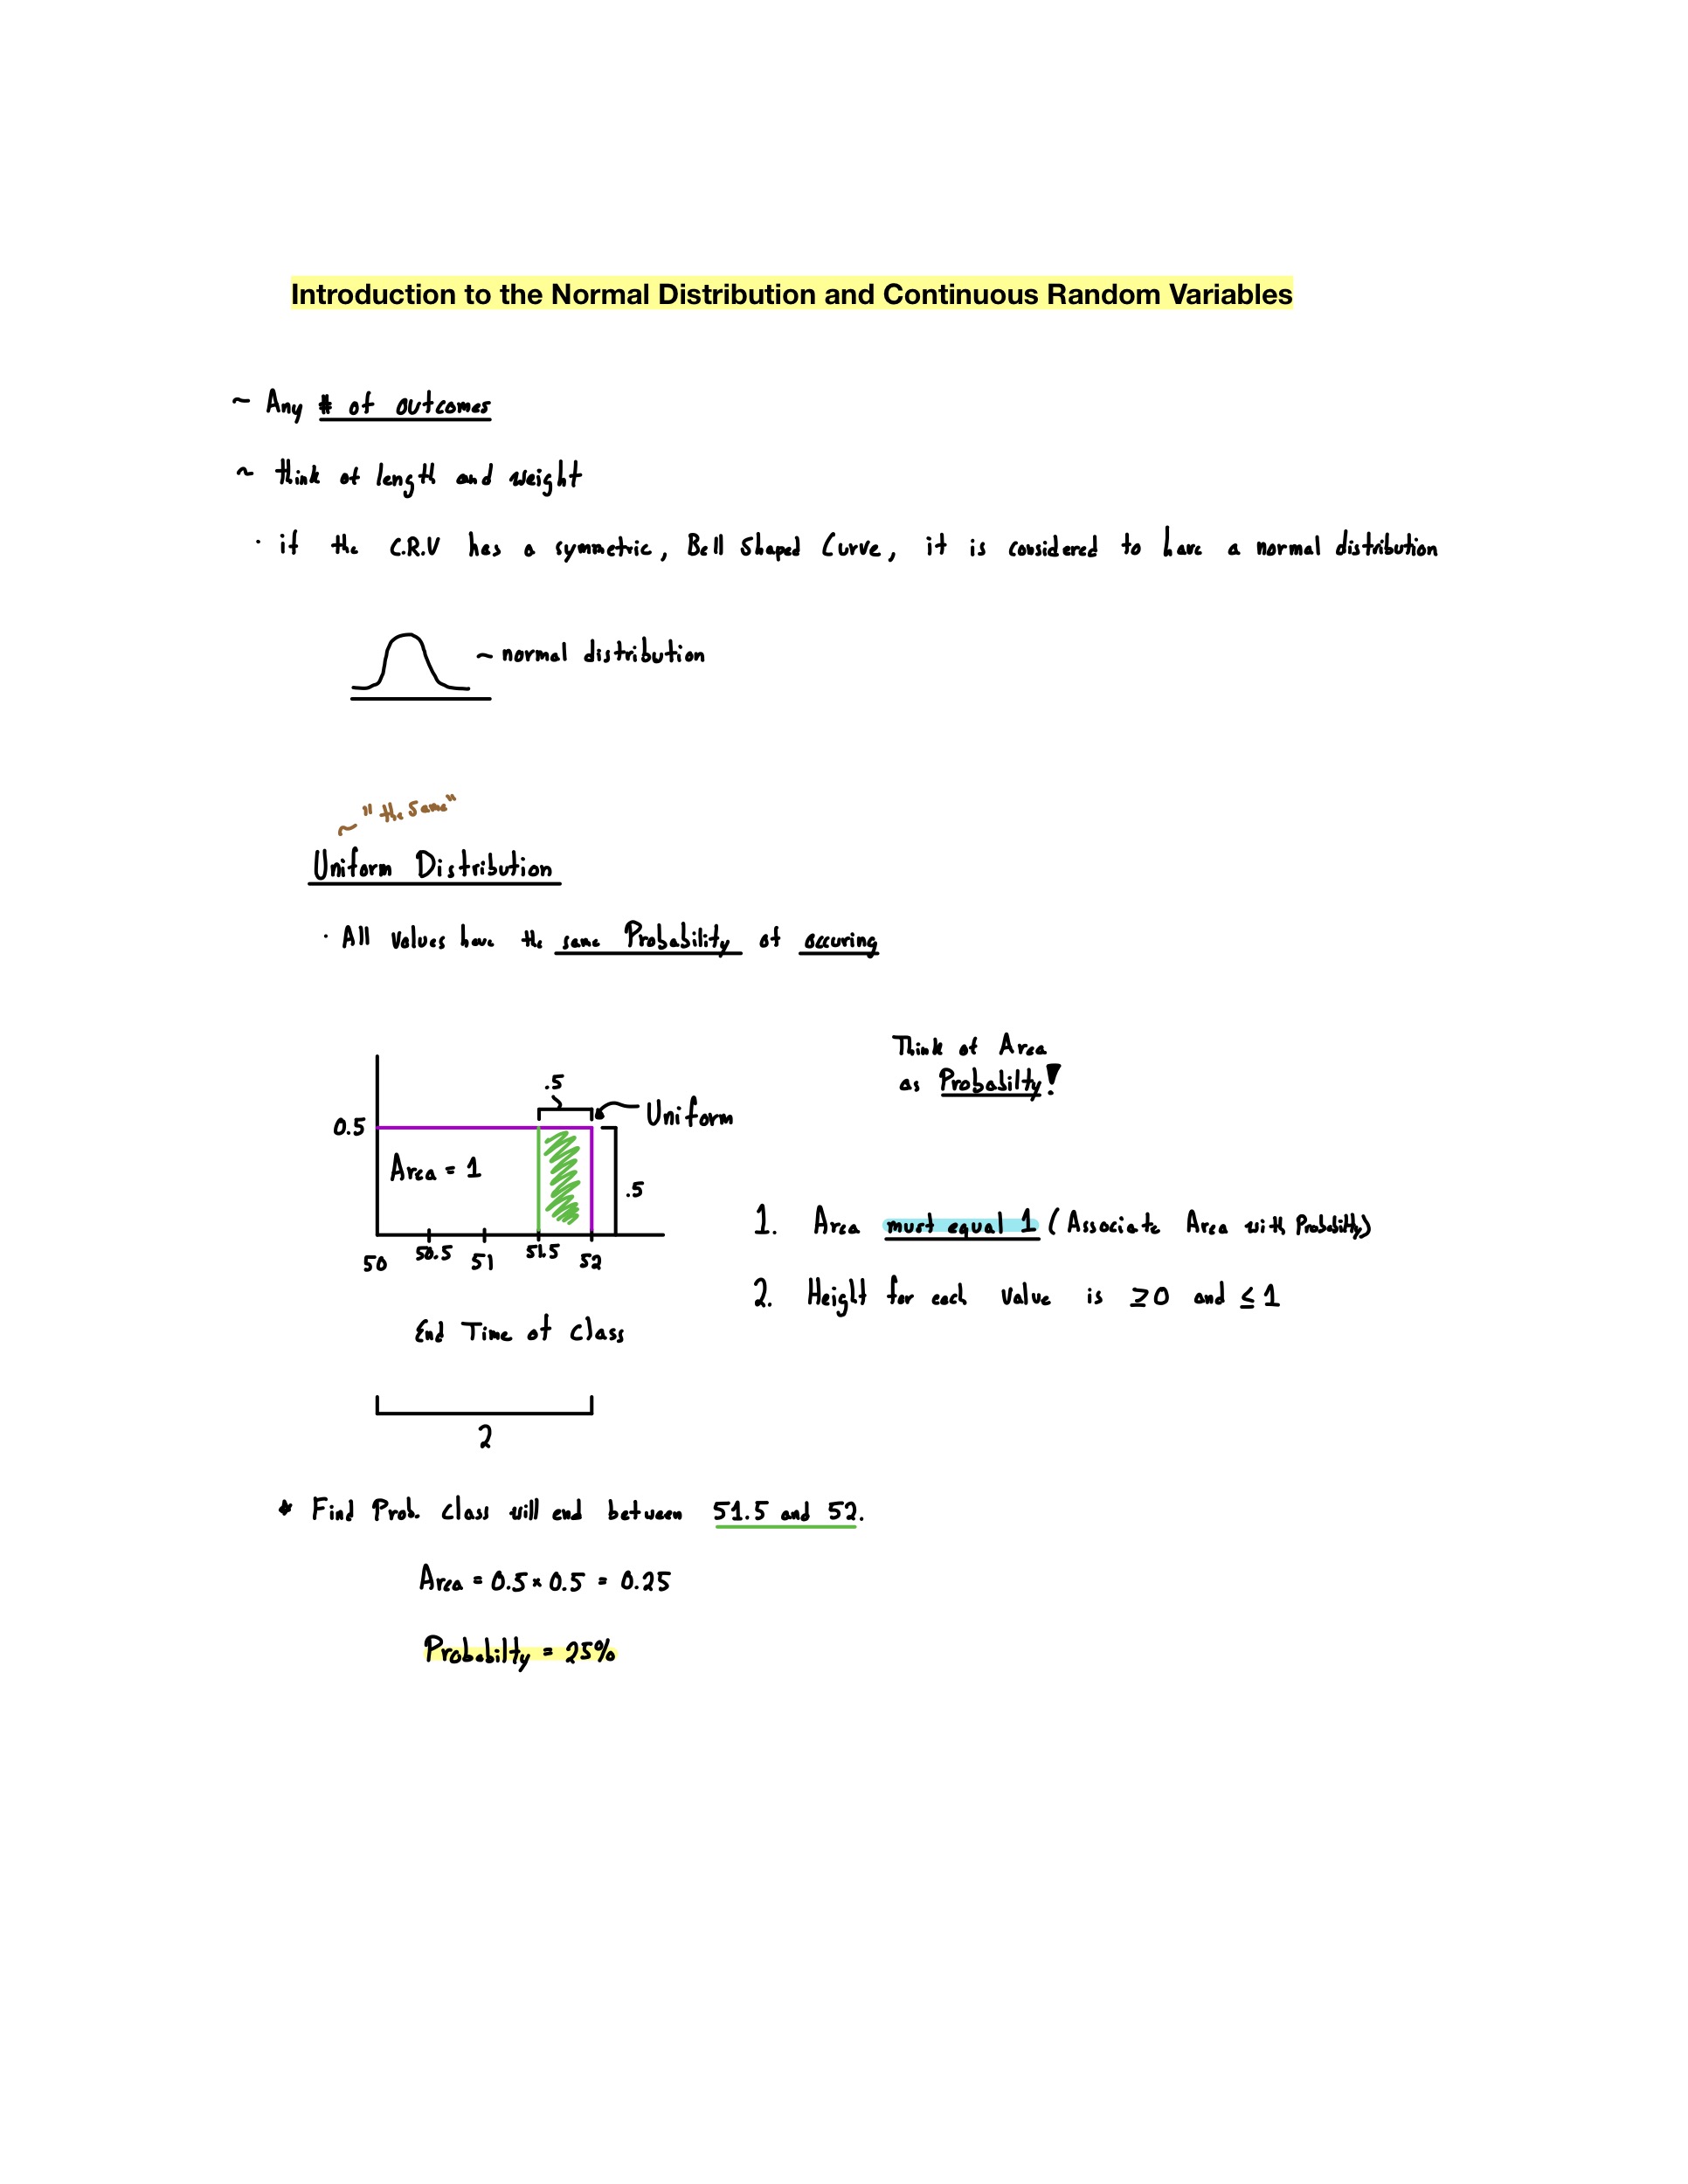 Introduction to the Normal Distribution and Continuous Random Variables
~ Any # of outcomes
~ think of length and weight
· if the C.R.V has a symmetric, Bell Shaped Curve, it is considered to have a normal distribution
~ normal distribution
~ "the Same"
Uniform Distribution
· All Values have the same Probability of occuring
Think of Area
as Probabilty!
.5
Uniform
0.5
Area = 1
.5
50 50.5 51 51.5 52
End Time of class
2
1. Area must equal 1 (Associate Area with Probability)
2. Height for each Value is ≥0 and ≤1
* Find Prob. Class will end between 51.5 and 52.
Area = 0.5 × 0.5 = 0.25
Probabilty = 25%